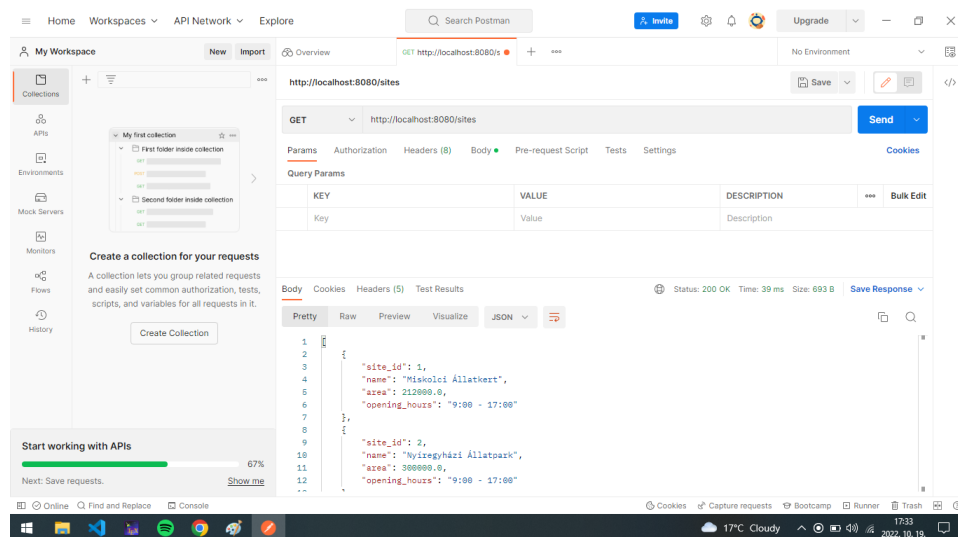 Home Workspaces API Network Explore Search Postman Invite Upgrade
My Workspace New Import Overview GET http://localhost:8080/s No Environment
Collections
APIs
Environments
Mock Servers
Monitors
Flows
History
My first collection
First folder inside collection
GET
POST
GET
Second folder inside collection
GET
GET
Create a collection for your requests
A collection lets you group related requests
and easily set common authorization, tests,
scripts, and variables for all requests in it.
Create Collection
Start working with APIs
67%
Next: Save requests. Show me
http://localhost:8080/sites Save
GET http://localhost:8080/sites Send
Params Authorization Headers (8) Body Pre-request Script Tests Settings Cookies
Query Params
KEY VALUE DESCRIPTION Bulk Edit
Key Value Description
Body Cookies Headers (5) Test Results Status: 200 OK Time: 39 ms Size: 693 B Save Response
Pretty Raw Preview Visualize JSON
1 [
2 {
3 "site_id": 1,
4 "name": "Miskolci Állatkert",
5 "area": 212000.0,
6 "opening_hours": "9:00 - 17:00"
7 },
8 {
9 "site_id": 2,
10 "name": "Nyíregyházi Állatpark",
11 "area": 300000.0,
12 "opening_hours": "9:00 - 17:00"
Online Find and Replace Console Cookies Capture requests Bootcamp Runner Trash
17°C Cloudy 17:33
2022. 10. 19.